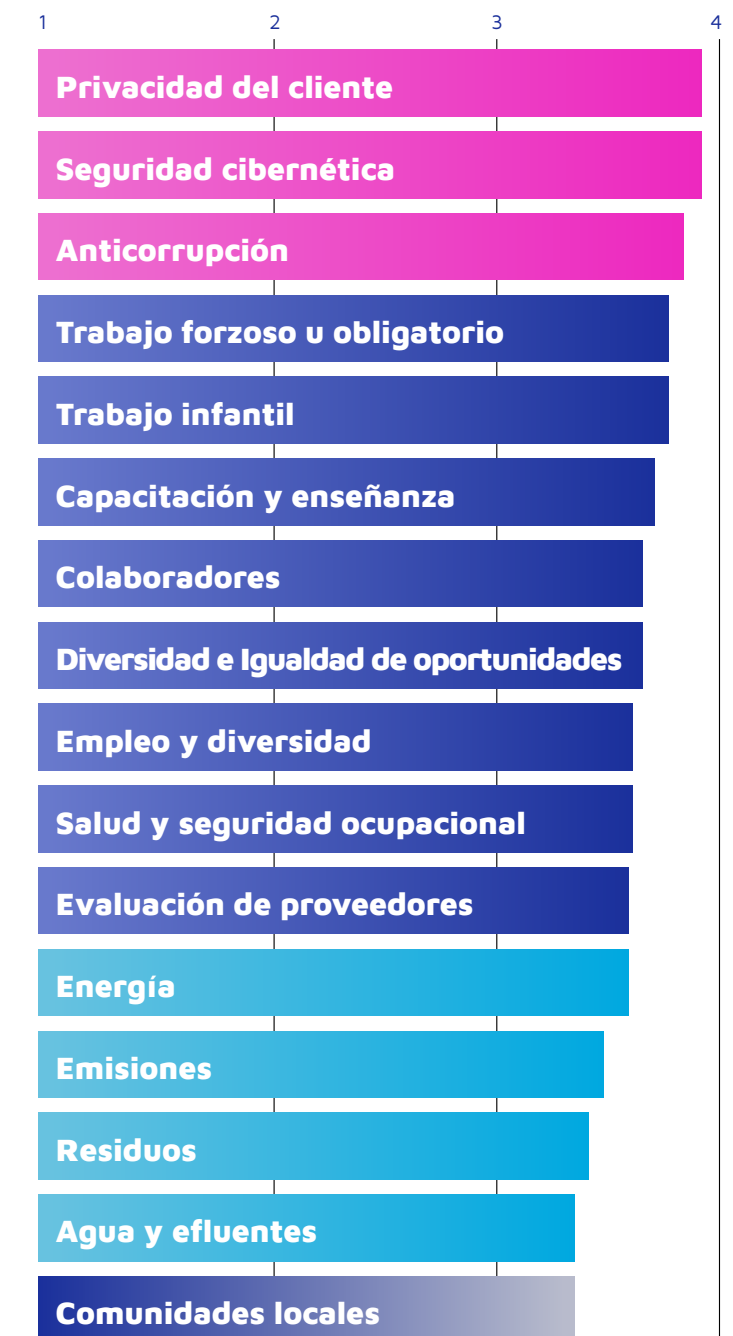 1 2 3 4
Privacidad del cliente
Seguridad cibernética
Anticorrupción
Trabajo forzoso u obligatorio
Trabajo infantil
Capacitación y enseñanza
Colaboradores
Diversidad e Igualdad de oportunidades
Empleo y diversidad
Salud y seguridad ocupacional
Evaluación de proveedores
Energía
Emisiones
Residuos
Agua y efluentes
Comunidades locales